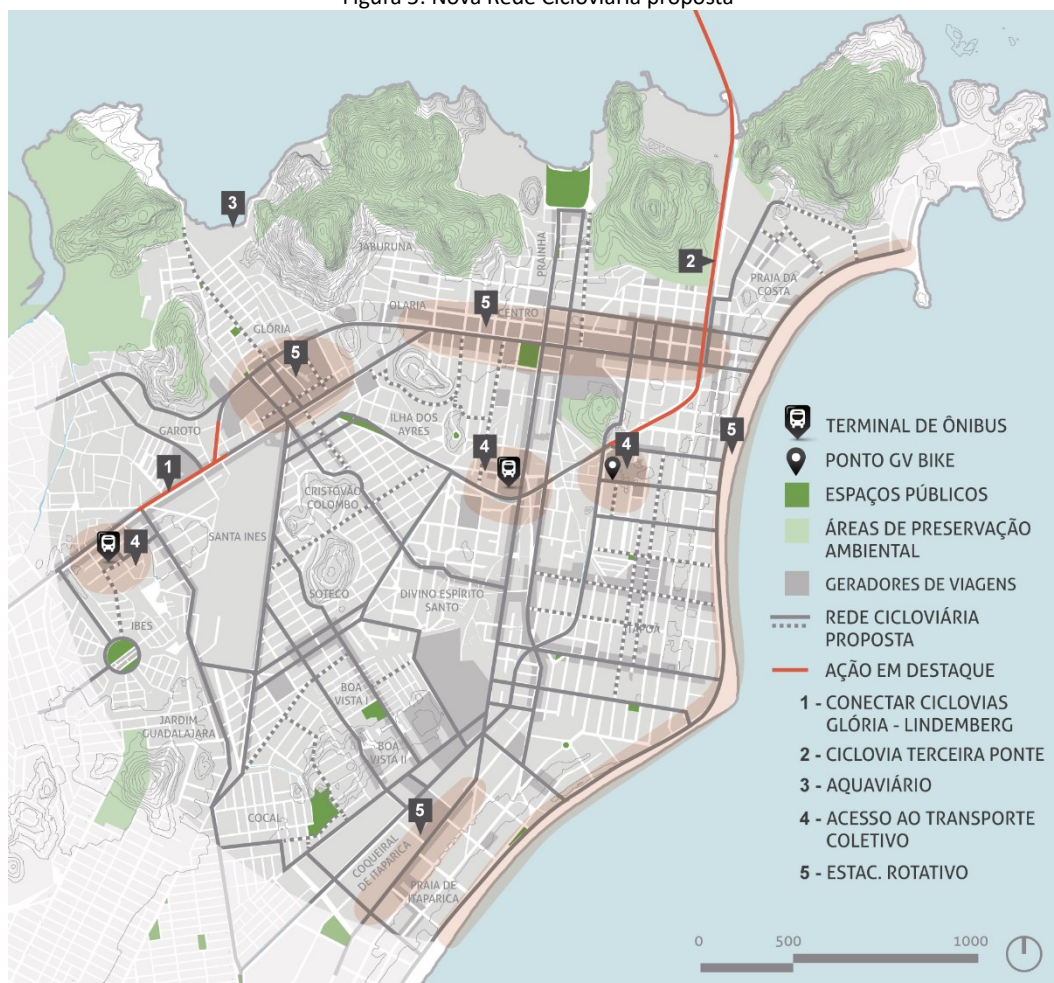 Figura 5: Nova Rede Cicloviária proposta
3
JABURUNA
PRAINHA
2
PRAIA DA
COSTA
OLARIA
5
CENTRO
GLÓRIA
5
GAROTO
ILHA DOS
AYRES
4
4
5
1
CRISTOVÃO
COLOMBO
SANTA INES
4
SOTECO
DIVINO ESPÍRITO
SANTO
ITAPOÃ
IBES
BOA
VISTA I
JARDIM
GUADALAJARA
BOA
VISTA II
5
COCAL
COQUEIRAL
DE ITAPARICA
PRAIA DE
ITAPARICA
TERMINAL DE ÔNIBUS
PONTO GV BIKE
ESPAÇOS PÚBLICOS
ÁREAS DE PRESERVAÇÃO
AMBIENTAL
GERADORES DE VIAGENS
REDE CICLOVIÁRIA
PROPOSTA
AÇÃO EM DESTAQUE
1 - CONECTAR CICLOVIAS
GLÓRIA - LINDEMBERG
2 - CICLOVIA TERCEIRA PONTE
3 - AQUAVIÁRIO
4 - ACESSO AO TRANSPORTE
COLETIVO
5 - ESTAC. ROTATIVO
0 500 1000